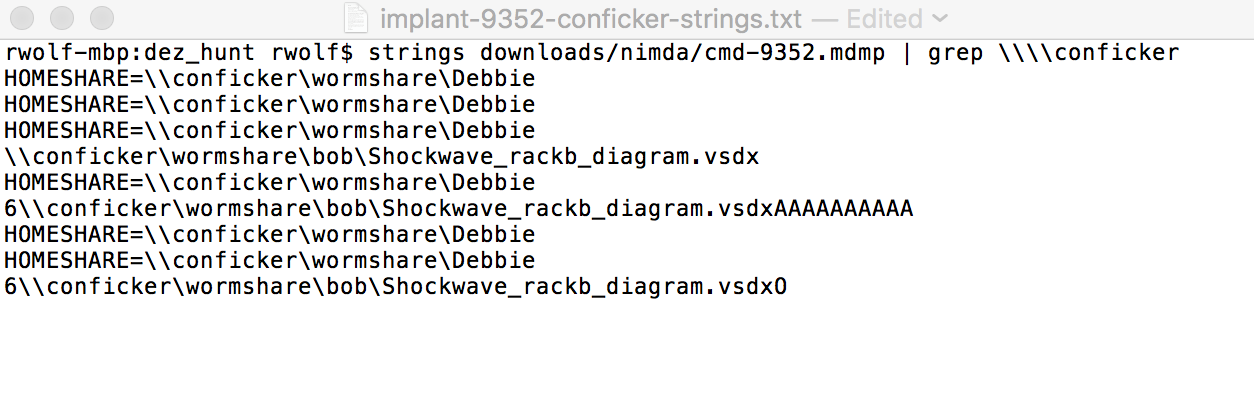 implant-9352-conficker-strings.txt — Edited
rwolf-mbp:dez_hunt rwolf$ strings downloads/nimda/cmd-9352.mdmp | grep \\\\conficker
HOMESHARE=\\conficker\wormshare\Debbie
HOMESHARE=\\conficker\wormshare\Debbie
HOMESHARE=\\conficker\wormshare\Debbie
\\conficker\wormshare\bob\Shockwave_rackb_diagram.vsdx
HOMESHARE=\\conficker\wormshare\Debbie
6\\conficker\wormshare\bob\Shockwave_rackb_diagram.vsdxAAAAAAAAAA
HOMESHARE=\\conficker\wormshare\Debbie
HOMESHARE=\\conficker\wormshare\Debbie
6\\conficker\wormshare\bob\Shockwave_rackb_diagram.vsdxO